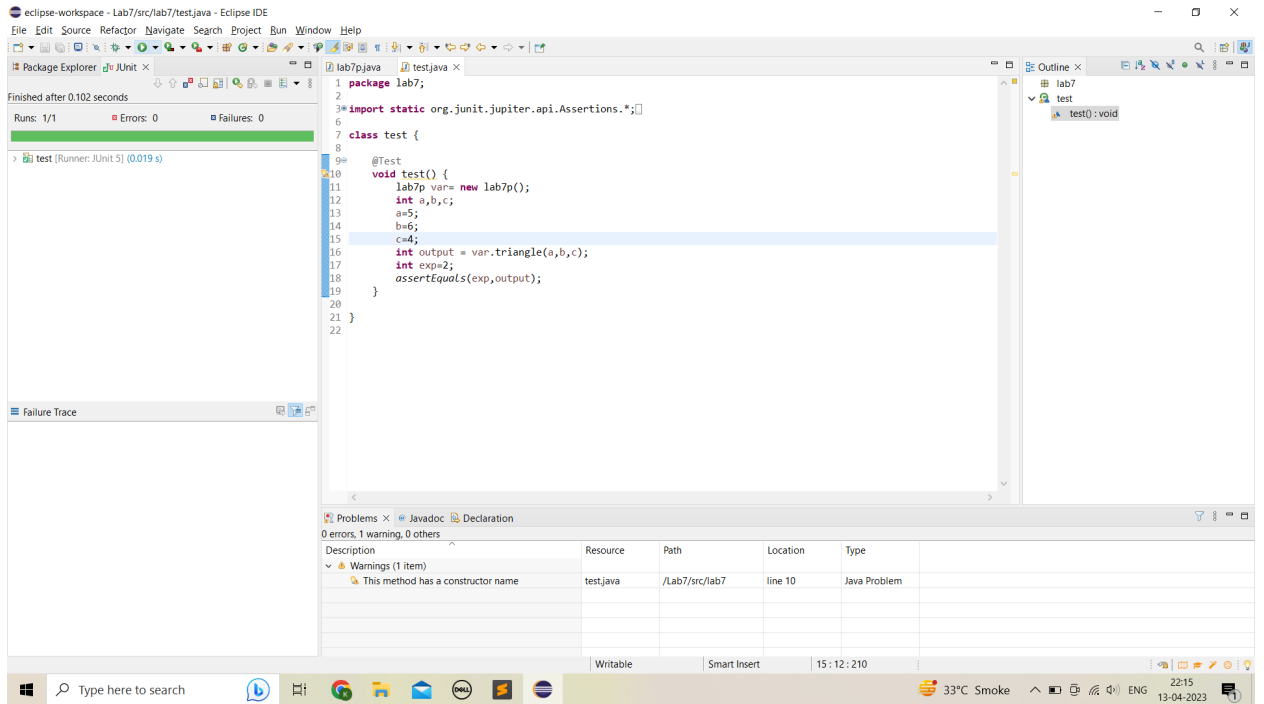 eclipse-workspace - Lab7/src/lab7/test.java - Eclipse IDE
File Edit Source Refactor Navigate Search Project Run Window Help
Package Explorer JUnit
Finished after 0.102 seconds
Runs: 1/1 Errors: 0 Failures: 0
test [Runner: JUnit 5] (0.019 s)
Failure Trace
lab7p.java test.java
1 package lab7;
2
3 import static org.junit.jupiter.api.Assertions.*;
6
7 class test {
8
9 @Test
10 void test() {
11 lab7p var= new lab7p();
12 int a,b,c;
13 a=5;
14 b=6;
15 c=4;
16 int output = var.triangle(a,b,c);
17 int exp=2;
18 assertEquals(exp,output);
19 }
20
21 }
22
Outline
lab7
test
test() : void
Problems Javadoc Declaration
0 errors, 1 warning, 0 others
Description Resource Path Location Type
Warnings (1 item)
This method has a constructor name test.java /Lab7/src/lab7 line 10 Java Problem
Writable Smart Insert 15 : 12 : 210
Type here to search
DELL
33°C Smoke
ENG
22:15
13-04-2023
1